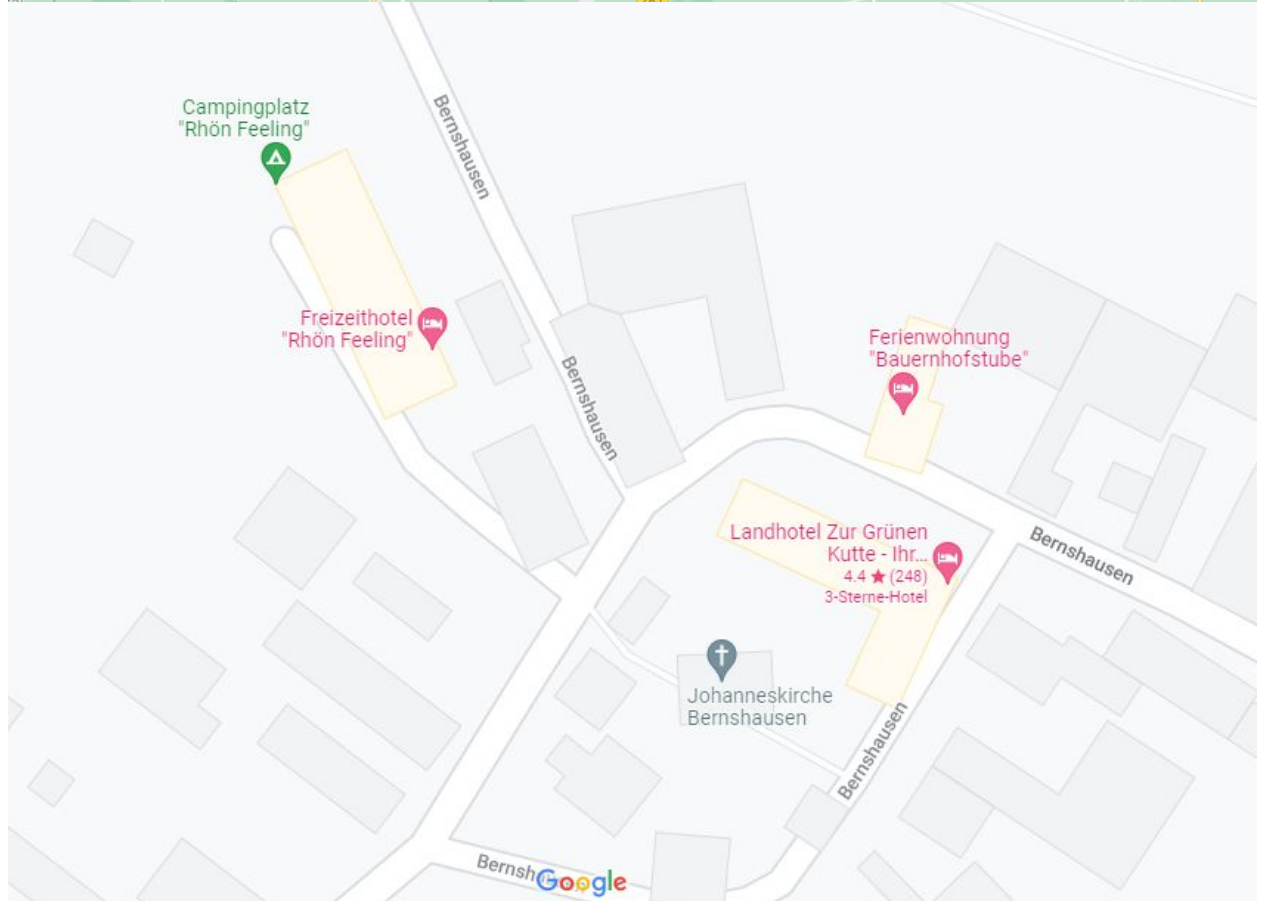 Campingplatz
"Rhön Feeling"
Bernshausen
Freizeithotel
"Rhön Feeling"
Ferienwohnung
"Bauernhofstube"
Bernshausen
Landhotel Zur Grünen
Kutte - Ihr...
4.4 ★ (248)
3-Sterne-Hotel
Bernshausen
Johanneskirche
Bernshausen
Bernshausen
Google